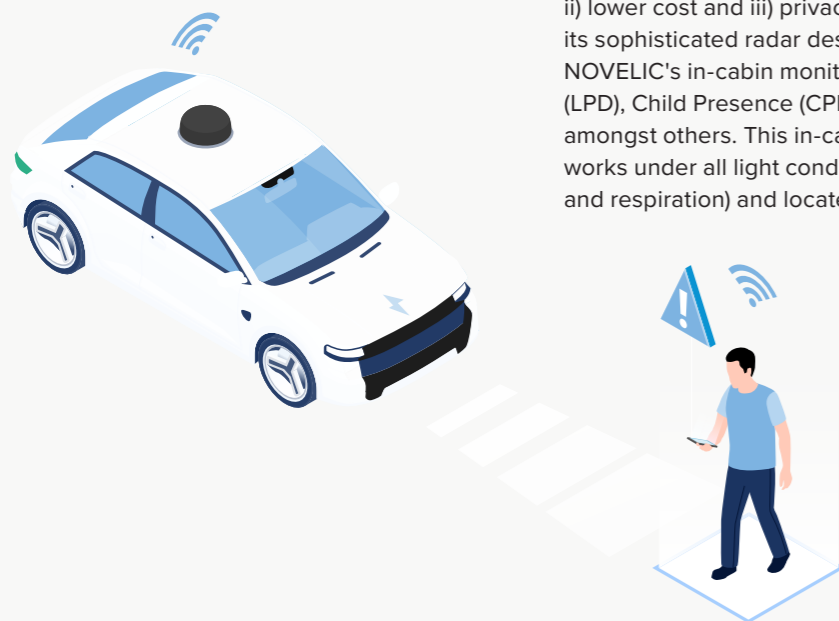 ii) lower cost and iii) privac
its sophisticated radar des
NOVELIC's in-cabin monit
(LPD), Child Presence (CP
amongst others. This in-ca
works under all light cond
and respiration) and locate